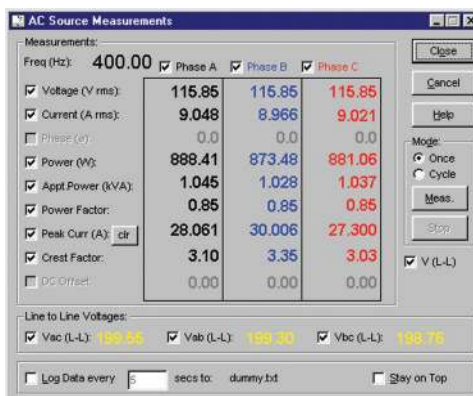 AC Source Measurements
Measurements:
Freq (Hz): 400.00 Phase A Phase B Phase C
Voltage (V rms): 115.85 115.85 115.85
Current (A rms): 9.048 8.966 9.021
Phase (ø): 0.0 0.0 0.0
Power (W): 888.41 873.48 881.06
Appt.Power (kVA): 1.045 1.028 1.037
Power Factor: 0.85 0.85 0.85
Peak Curr (A): clr 28.061 30.006 27.300
Crest Factor: 3.10 3.35 3.03
DC Offset: 0.00 0.00 0.00
Close
Cancel
Help
Mode:
Once
Cycle
Meas.
Stop
V (L-L)
Line to Line Voltages:
Vac (L-L): 199.55 Vab (L-L): 199.30 Vbc (L-L): 198.76
Log Data every 5 secs to: dummy.txt Stay on Top